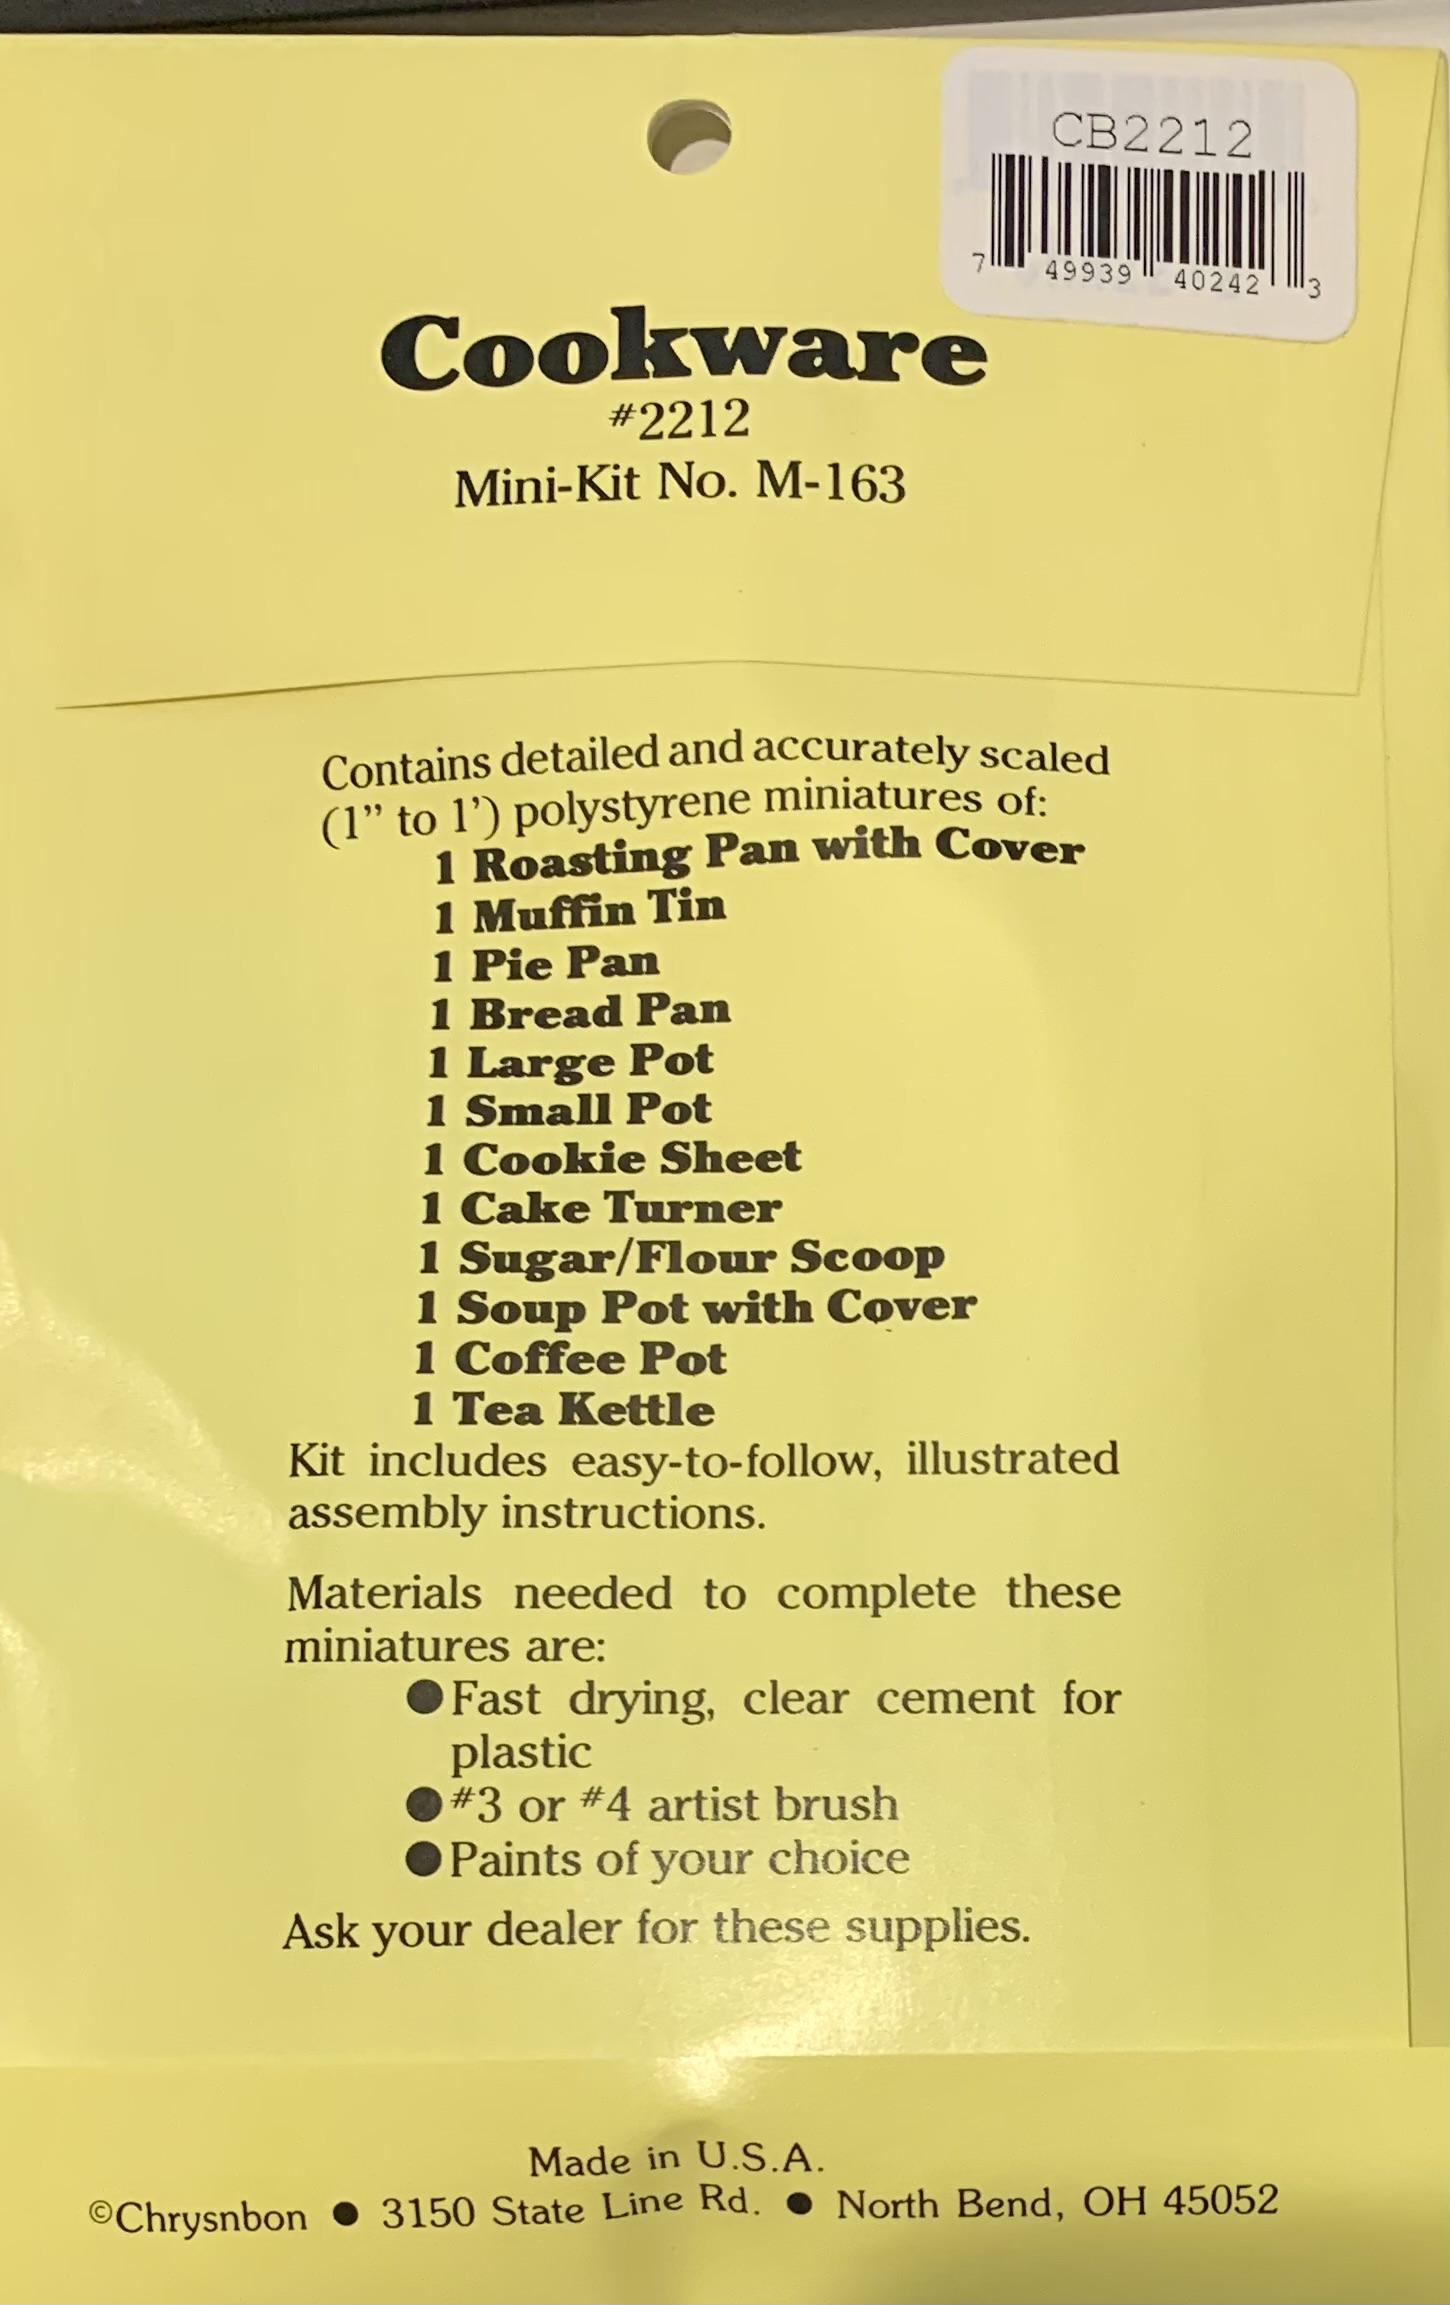 CB2212
7 49939 40242 3
Cookware
#2212
Mini-Kit No. M-163
Contains detailed and accurately scaled
(1” to 1’) polystyrene miniatures of:
1 Roasting Pan with Cover
1 Muffin Tin
1 Pie Pan
1 Bread Pan
1 Large Pot
1 Small Pot
1 Cookie Sheet
1 Cake Turner
1 Sugar/Flour Scoop
1 Soup Pot with Cover
1 Coffee Pot
1 Tea Kettle
Kit includes easy-to-follow, illustrated
assembly instructions.
Materials needed to complete these
miniatures are:
●Fast drying, clear cement for
plastic
●#3 or #4 artist brush
●Paints of your choice
Ask your dealer for these supplies.
Made in U.S.A.
©Chrysnbon ● 3150 State Line Rd. ● North Bend, OH 45052